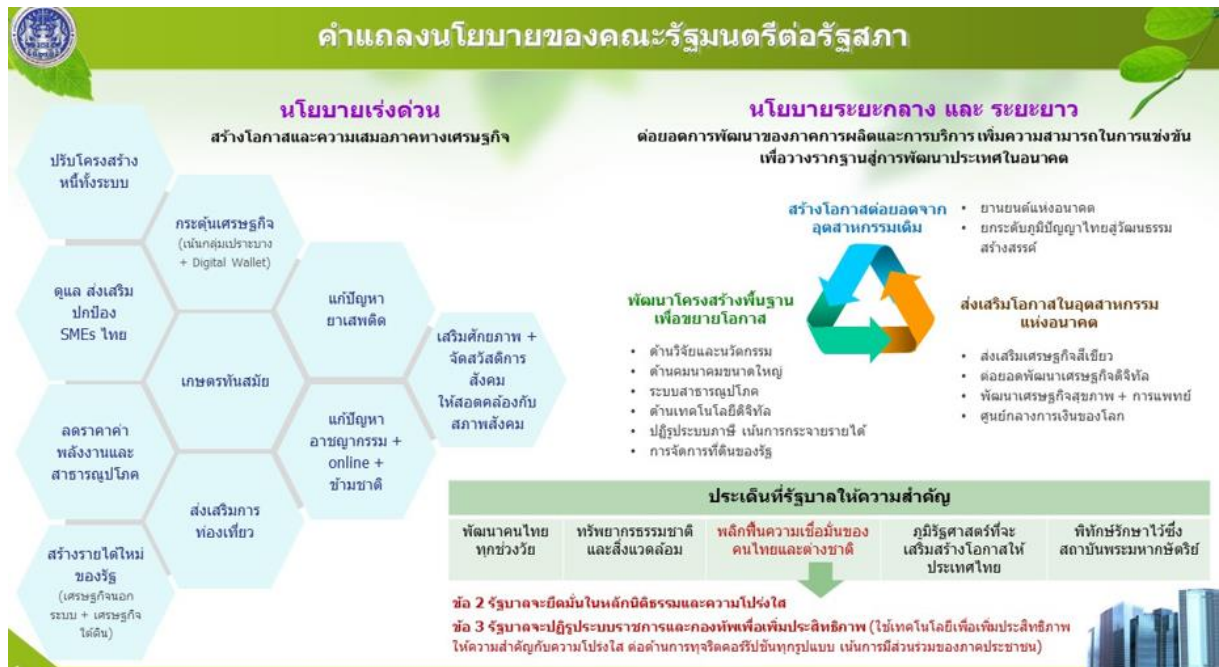 คำแถลงนโยบายของคณะรัฐมนตรีต่อรัฐสภา
นโยบายเร่งด่วน
สร้างโอกาสและความเสมอภาคทางเศรษฐกิจ
ปรับโครงสร้าง
หนี้ทั้งระบบ
กระตุ้นเศรษฐกิจ
(เน้นกลุ่มเปราะบาง
+ Digital Wallet)
ดูแล ส่งเสริม
ปกป้อง
SMEs ไทย
แก้ปัญหา
ยาเสพติด
เกษตรทันสมัย
เสริมศักยภาพ +
จัดสวัสดิการ
สังคม
ให้สอดคล้องกับ
สภาพสังคม
ลดราคาค่า
พลังงานและ
สาธารณูปโภค
แก้ปัญหา
อาชญากรรม +
online +
ข้ามชาติ
ส่งเสริมการ
ท่องเที่ยว
สร้างรายได้ใหม่
ของรัฐ
(เศรษฐกิจนอก
ระบบ + เศรษฐกิจ
ใต้ดิน)
นโยบายระยะกลาง และ ระยะยาว
ต่อยอดการพัฒนาของภาคการผลิตและการบริการ เพิ่มความสามารถในการแข่งขัน
เพื่อวางรากฐานสู่การพัฒนาประเทศในอนาคต
สร้างโอกาสต่อยอดจาก
อุตสาหกรรมเดิม
• ยานยนต์แห่งอนาคต
• ยกระดับภูมิปัญญาไทยสู่วัฒนธรรม
สร้างสรรค์
พัฒนาโครงสร้างพื้นฐาน
เพื่อขยายโอกาส
• ด้านวิจัยและนวัตกรรม
• ด้านคมนาคมขนาดใหญ่
• ระบบสาธารณูปโภค
• ด้านเทคโนโลยีดิจิทัล
• ปฏิรูประบบภาษี เน้นการกระจายรายได้
• การจัดการที่ดินของรัฐ
ส่งเสริมโอกาสในอุตสาหกรรม
แห่งอนาคต
• ส่งเสริมเศรษฐกิจสีเขียว
• ต่อยอดพัฒนาเศรษฐกิจดิจิทัล
• พัฒนาเศรษฐกิจสุขภาพ + การแพทย์
• ศูนย์กลางการเงินของโลก
ประเด็นที่รัฐบาลให้ความสำคัญ
พัฒนาคนไทย
ทุกช่วงวัย
ทรัพยากรธรรมชาติ
และสิ่งแวดล้อม
พลิกฟื้นความเชื่อมั่นของ
คนไทยและต่างชาติ
ภูมิรัฐศาสตร์ที่จะ
เสริมสร้างโอกาสให้
ประเทศไทย
พิทักษ์รักษาไว้ซึ่ง
สถาบันพระมหากษัตริย์
ข้อ 2 รัฐบาลจะยึดมั่นในหลักนิติธรรมและความโปร่งใส
ข้อ 3 รัฐบาลจะปฏิรูประบบราชการและกองทัพเพื่อเพิ่มประสิทธิภาพ (ใช้เทคโนโลยีเพื่อเพิ่มประสิทธิภาพ
ให้ความสำคัญกับความโปร่งใส ต่อต้านการทุจริตคอร์รัปชันทุกรูปแบบ เน้นการมีส่วนร่วมของภาคประชาชน)